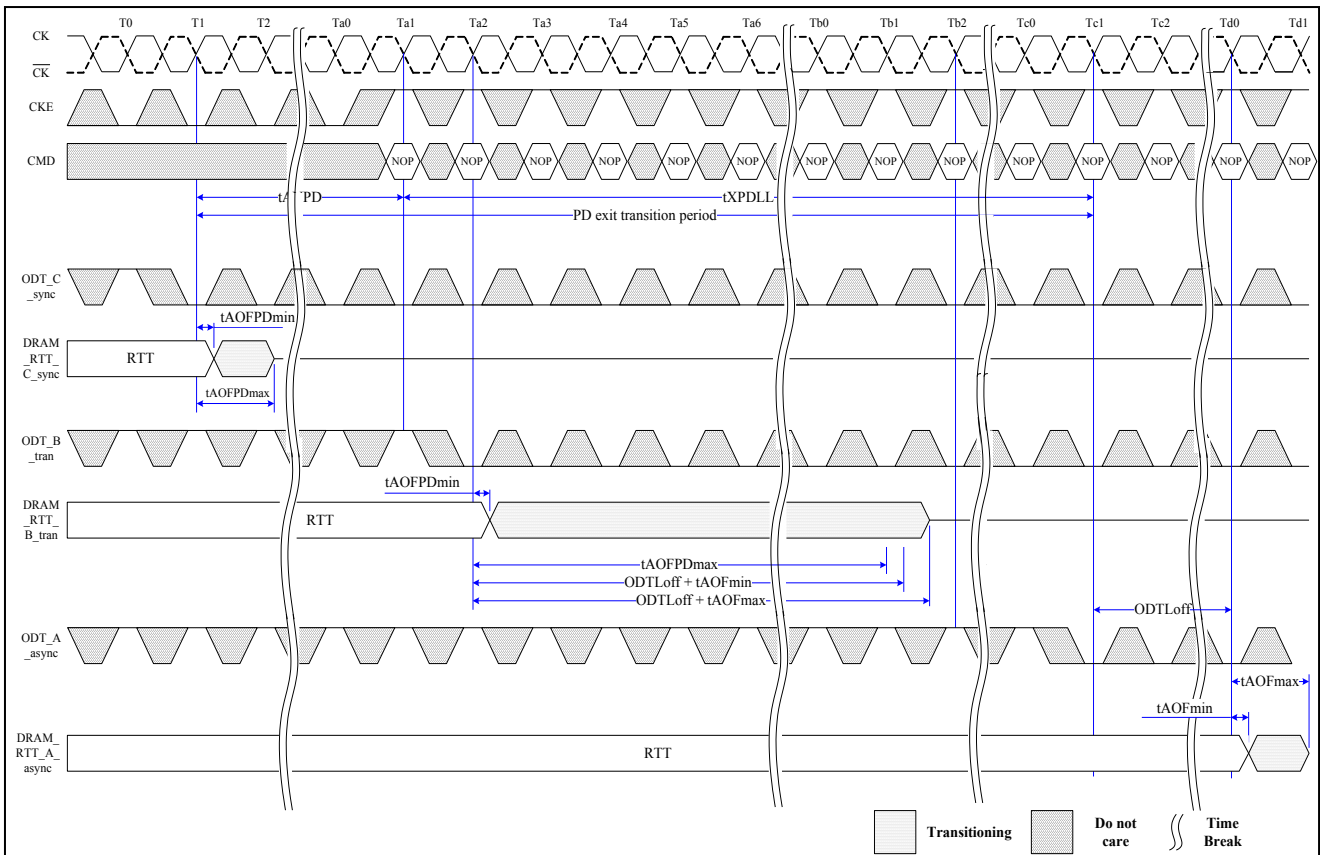 T0 T1 T2 Ta0 Ta1 Ta2 Ta3 Ta4 Ta5 Ta6 Tb0 Tb1 Tb2 Tc0 Tc1 Tc2 Td0 Td1
CK
CK
CKE
CMD
NOP NOP NOP NOP NOP NOP NOP NOP NOP NOP NOP NOP NOP NOP
tXPDLL
PD exit transition period
ODT_C
_sync
tAOFPDmin
DRAM
_RTT_
C_sync
RTT
tAOFPDmax
ODT_B
_tran
tAOFPDmin
DRAM
_RTT_
B_tran
RTT
tAOFPDmax
ODTLoff + tAOFmin
ODTLoff + tAOFmax
ODTLoff
ODT_A
_async
tAOFmax
tAOFmin
DRAM_
RTT_A_
async
RTT
Transitioning
Do not
care
Time
Break